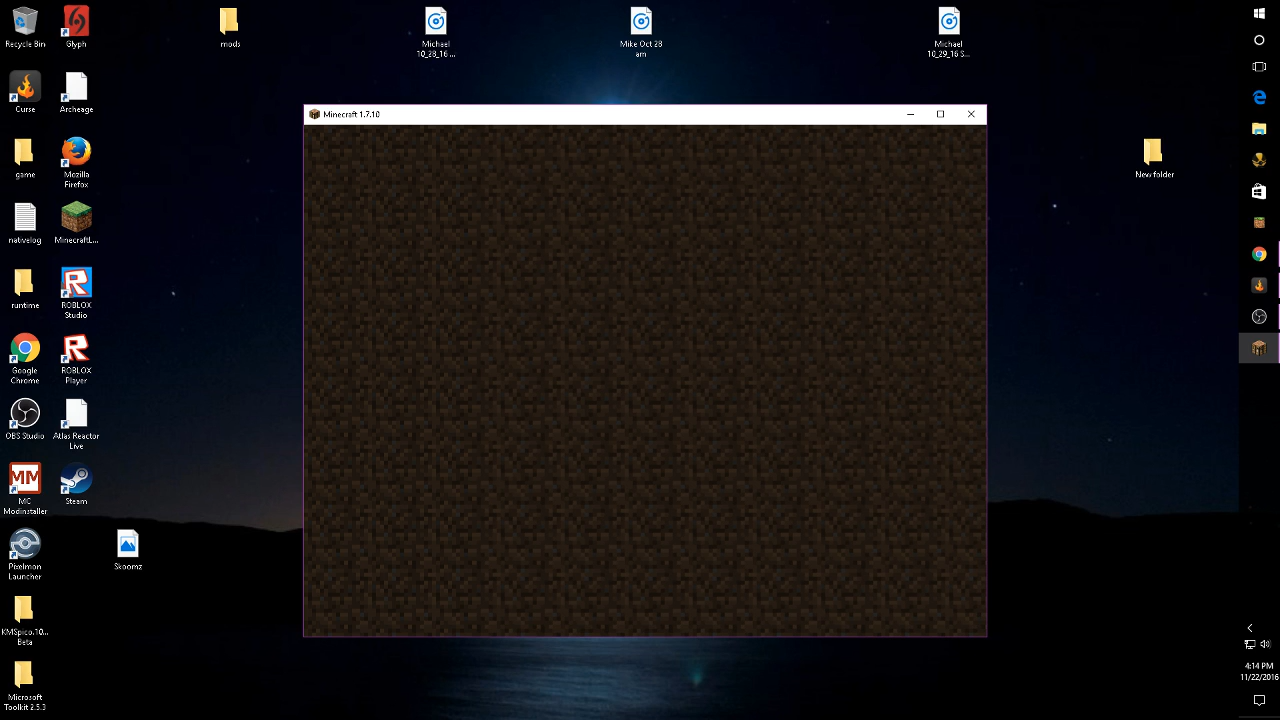 Recycle Bin
Glyph
mods
Michael
10_28_16 ...
Mike Oct 28
am
Michael
10_29_16 S...
Curse
Archeage
Minecraft 1.7.10
game
Mozilla
Firefox
New folder
nativelog
MinecraftL...
runtime
ROBLOX
Studio
Google
Chrome
ROBLOX
Player
OBS Studio
Atlas Reactor
Live
MM
MC
Modinstaller
Steam
Pixelmon
Launcher
Skoomz
KMSpico.10...
Beta
Microsoft
Toolkit 2.5.3
4:14 PM
11/22/2016